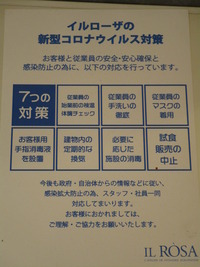 イルローザの
新型コロナウイルス対策
お客様と従業員の安全・安心確保と
感染防止の為に、以下の対応を行っています。
7つの
対策
従業員の
始業前の検温
体調チェック
従業員の
手洗いの
徹底
従業員の
マスクの
着用
お客様用
手指消毒液
を設置
建物内の
定期的な
換気
必要に
応じた
施設の消毒
試食
販売の
中止
今後も政府・自治体からの情報などに従い、
感染拡大防止の為、スタッフ・社員一同
対応してまいります。
お客様におかれましては、
ご理解・ご協力をお願いいたします。
IL RŌSA